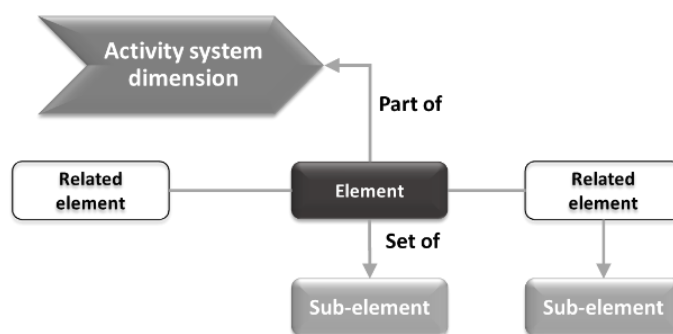 Activity system
dimension
Part of
Related
element
Element
Related
element
Set of
Sub-element
Sub-element